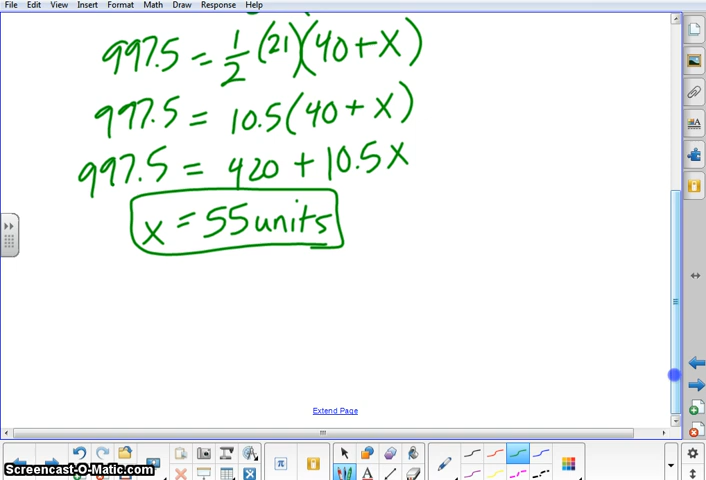 File Edit View Insert Format Math Draw Response Help
997.5 = 1/2 (21)(40 + X)
997.5 = 10.5(40 + X)
997.5 = 420 + 10.5X
x = 55 units
Extend Page
Screencast-O-Matic.com